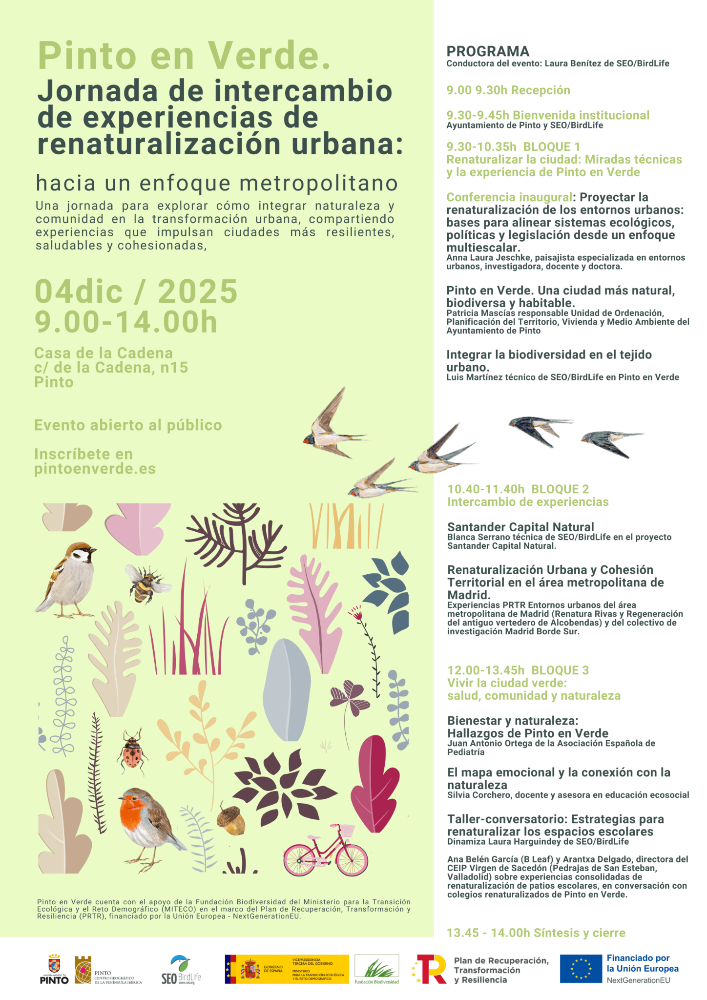 Pinto en Verde.
Jornada de intercambio
de experiencias de
renaturalización urbana:
hacia un enfoque metropolitano
Una jornada para explorar cómo integrar naturaleza y
comunidad en la transformación urbana, compartiendo
experiencias que impulsan ciudades más resilientes,
saludables y cohesionadas,
04dic / 2025
9.00-14.00h
Casa de la Cadena
c/ de la Cadena, n15
Pinto
Evento abierto al público
Inscríbete en
pintoenverde.es
Pinto en Verde cuenta con el apoyo de la Fundación Biodiversidad del Ministerio para la Transición
Ecológica y el Reto Demográfico (MITECO) en el marco del Plan de Recuperación, Transformación y
Resiliencia (PRTR), financiado por la Unión Europea - NextGenerationEU.
PROGRAMA
Conductora del evento: Laura Benítez de SEO/BirdLife
9.00 9.30h Recepción
9.30-9.45h Bienvenida institucional
Ayuntamiento de Pinto y SEO/BirdLife
9.30-10.35h BLOQUE 1
Renaturalizar la ciudad: Miradas técnicas
y la experiencia de Pinto en Verde
Conferencia inaugural: Proyectar la
renaturalización de los entornos urbanos:
bases para alinear sistemas ecológicos,
políticas y legislación desde un enfoque
multiescalar.
Anna Laura Jeschke, paisajista especializada en entornos
urbanos, investigadora, docente y doctora.
Pinto en Verde. Una ciudad más natural,
biodiversa y habitable.
Patricia Mascías responsable Unidad de Ordenación,
Planificación del Territorio, Vivienda y Medio Ambiente del
Ayuntamiento de Pinto
Integrar la biodiversidad en el tejido
urbano.
Luis Martínez técnico de SEO/BirdLife en Pinto en Verde
10.40-11.40h BLOQUE 2
Intercambio de experiencias
Santander Capital Natural
Blanca Serrano técnica de SEO/BirdLife en el proyecto
Santander Capital Natural.
Renaturalización Urbana y Cohesión
Territorial en el área metropolitana de
Madrid.
Experiencias PRTR Entornos urbanos del área
metropolitana de Madrid (Renatura Rivas y Regeneración
del antiguo vertedero de Alcobendas) y del colectivo de
investigación Madrid Borde Sur.
12.00-13.45h BLOQUE 3
Vivir la ciudad verde:
salud, comunidad y naturaleza
Bienestar y naturaleza:
Hallazgos de Pinto en Verde
Juan Antonio Ortega de la Asociación Española de
Pediatría
El mapa emocional y la conexión con la
naturaleza
Silvia Corchero, docente y asesora en educación ecosocial
Taller-conversatorio: Estrategias para
renaturalizar los espacios escolares
Dinamiza Laura Harguindey de SEO/BirdLife
Ana Belén García (B Leaf) y Arantxa Delgado, directora del
CEIP Virgen de Sacedón (Pedrajas de San Esteban,
Valladolid) sobre experiencias consolidadas de
renaturalización de patios escolares, en conversación con
colegios renaturalizados de Pinto en Verde.
13.45 - 14.00h Síntesis y cierre
AYUNTAMIENTO DE
PINTO
PINTO
CENTRO GEOGRÁFICO
DE LA PENÍNSULA IBÉRICA
SEO BirdLife
www.seo.org
GOBIERNO
DE ESPAÑA
VICEPRESIDENCIA
TERCERA DEL GOBIERNO
MINISTERIO
PARA LA TRANSICIÓN ECOLÓGICA
Y EL RETO DEMOGRÁFICO
Fundación Biodiversidad
Plan de Recuperación,
Transformación
y Resiliencia
Financiado por
la Unión Europea
NextGenerationEU